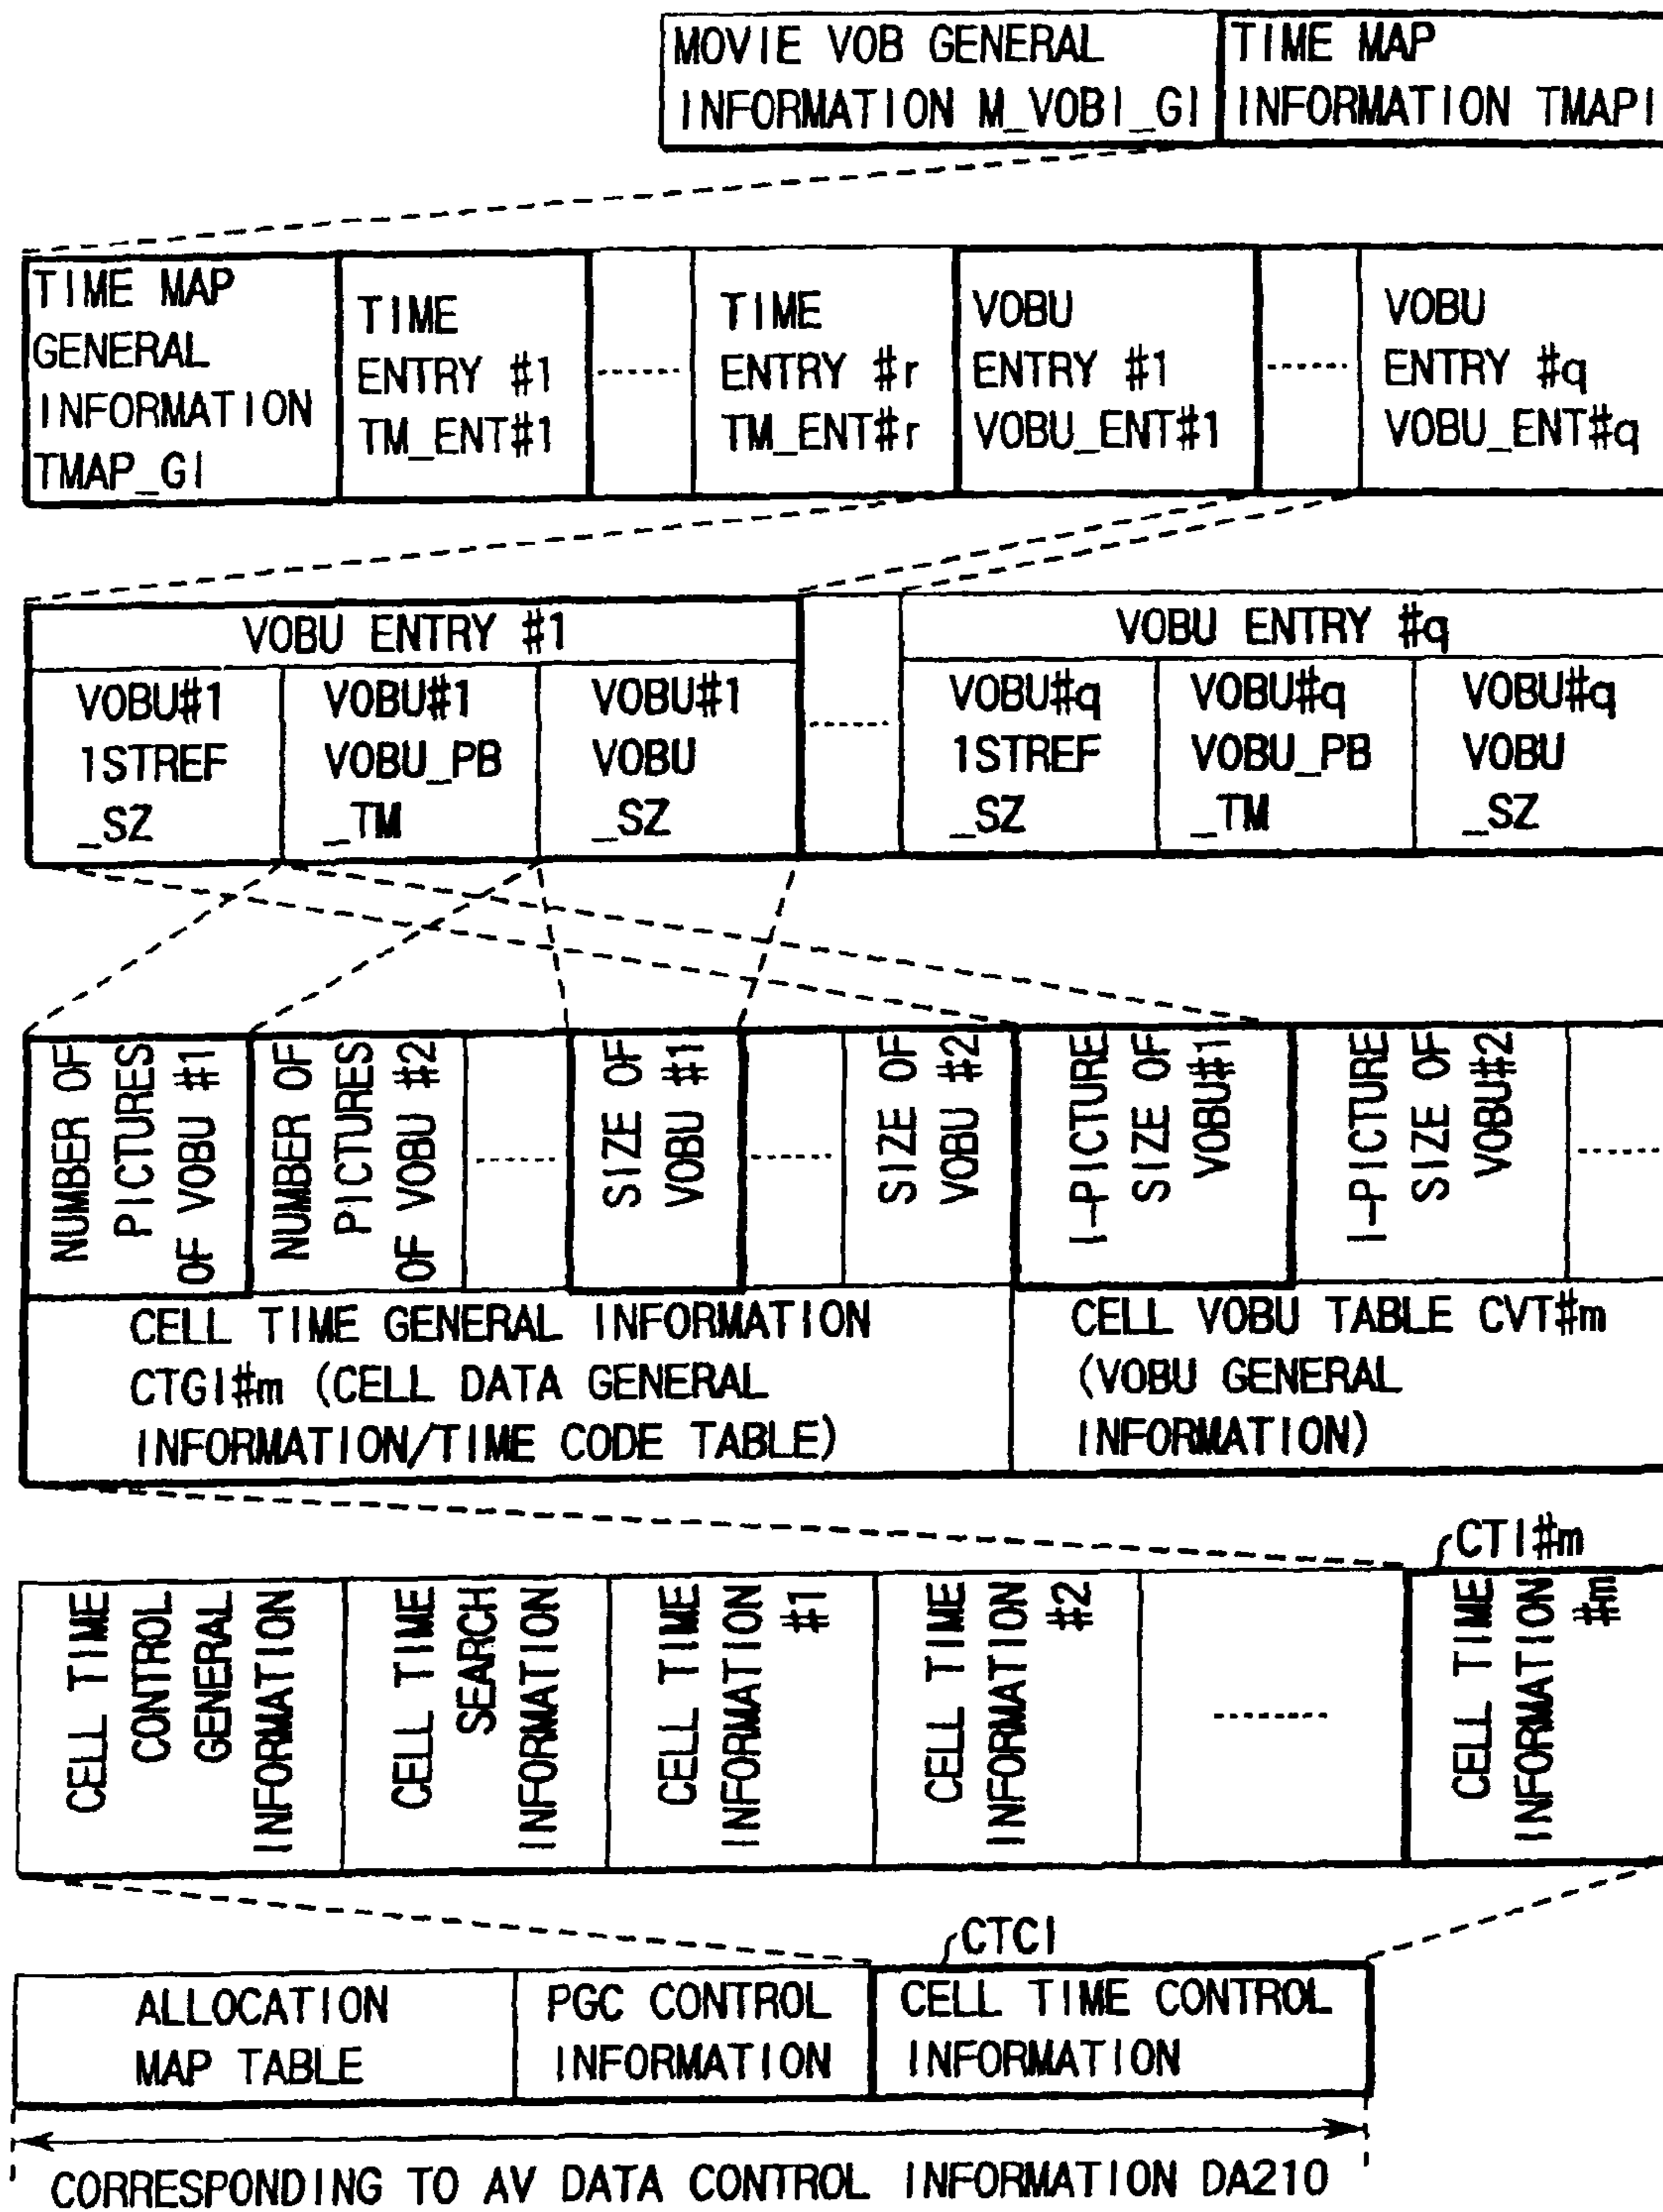 MOVIE VOB GENERAL
INFORMATION M_VOBI_GI
TIME MAP
INFORMATION TMAPI
TIME MAP
GENERAL
INFORMATION
TMAP_GI
TIME
ENTRY #1
TM_ENT#1
........
TIME
ENTRY #r
TM_ENT#r
VOBU
ENTRY #1
VOBU_ENT#1
........
VOBU
ENTRY #q
VOBU_ENT#q
VOBU ENTRY #1
VOBU#1
1STREF
_SZ
VOBU#1
VOBU_PB
_TM
VOBU#1
VOBU
_SZ
........
VOBU ENTRY #q
VOBU#q
1STREF
_SZ
VOBU#q
VOBU_PB
_TM
VOBU#q
VOBU
_SZ
NUMBER OF
PICTURES
OF VOBU #1
NUMBER OF
PICTURES
OF VOBU #2
........
SIZE OF
VOBU #1
........
SIZE OF
VOBU #2
I-PICTURE
SIZE OF
VOBU#1
I-PICTURE
SIZE OF
VOBU#2
........
CELL TIME GENERAL INFORMATION
CTGI#m (CELL DATA GENERAL
INFORMATION/TIME CODE TABLE)
CELL VOBU TABLE CVT#m
(VOBU GENERAL
INFORMATION)
CTI#m
CELL TIME
CONTROL
GENERAL
INFORMATION
CELL TIME
SEARCH
INFORMATION
CELL TIME
INFORMATION
#1
CELL TIME
INFORMATION
#2
........
CELL TIME
INFORMATION
#m
CTCI
ALLOCATION
MAP TABLE
PGC CONTROL
INFORMATION
CELL TIME CONTROL
INFORMATION
CORRESPONDING TO AV DATA CONTROL INFORMATION DA210